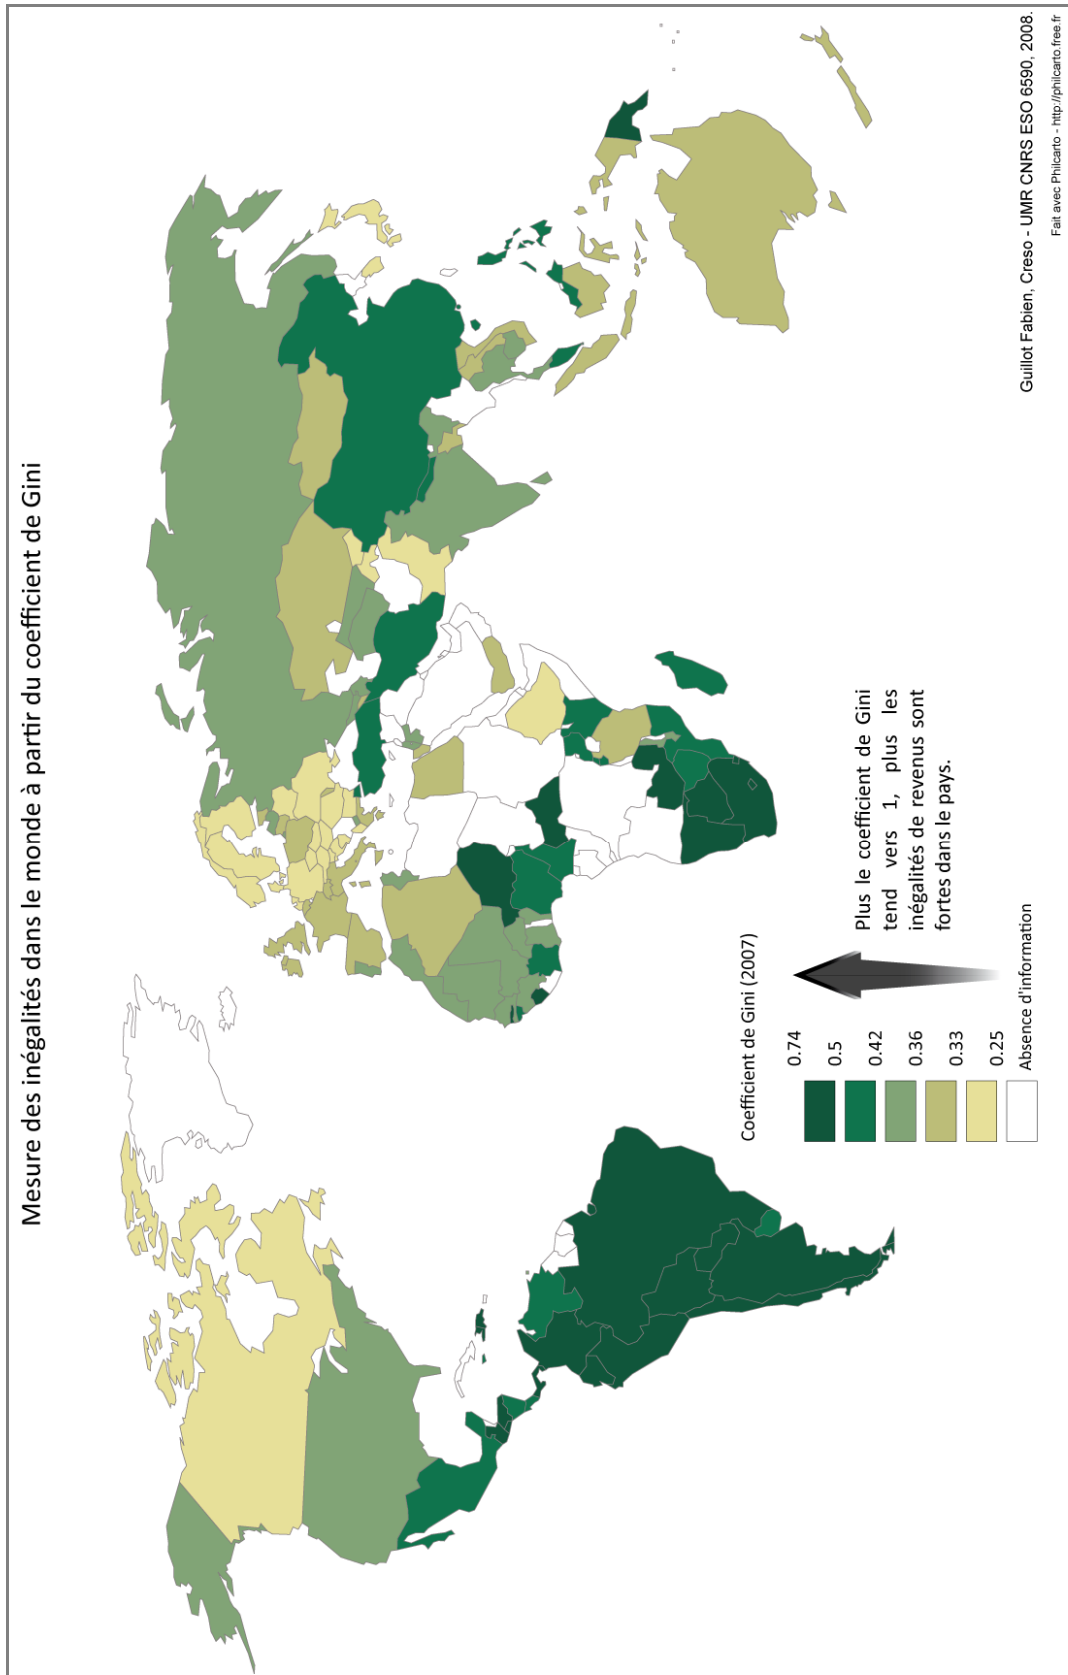 Mesure des inégalités dans le monde à partir du coefficient de Gini
Coefficient de Gini (2007)
0.74
0.5
0.42
0.36
0.33
0.25
Absence d'information
Plus le coefficient de Gini
tend vers 1, plus les
inégalités de revenus sont
fortes dans le pays.
Guillot Fabien, Creso - UMR CNRS ESO 6590, 2008.
Fait avec Philcarto - http://philcarto.free.fr